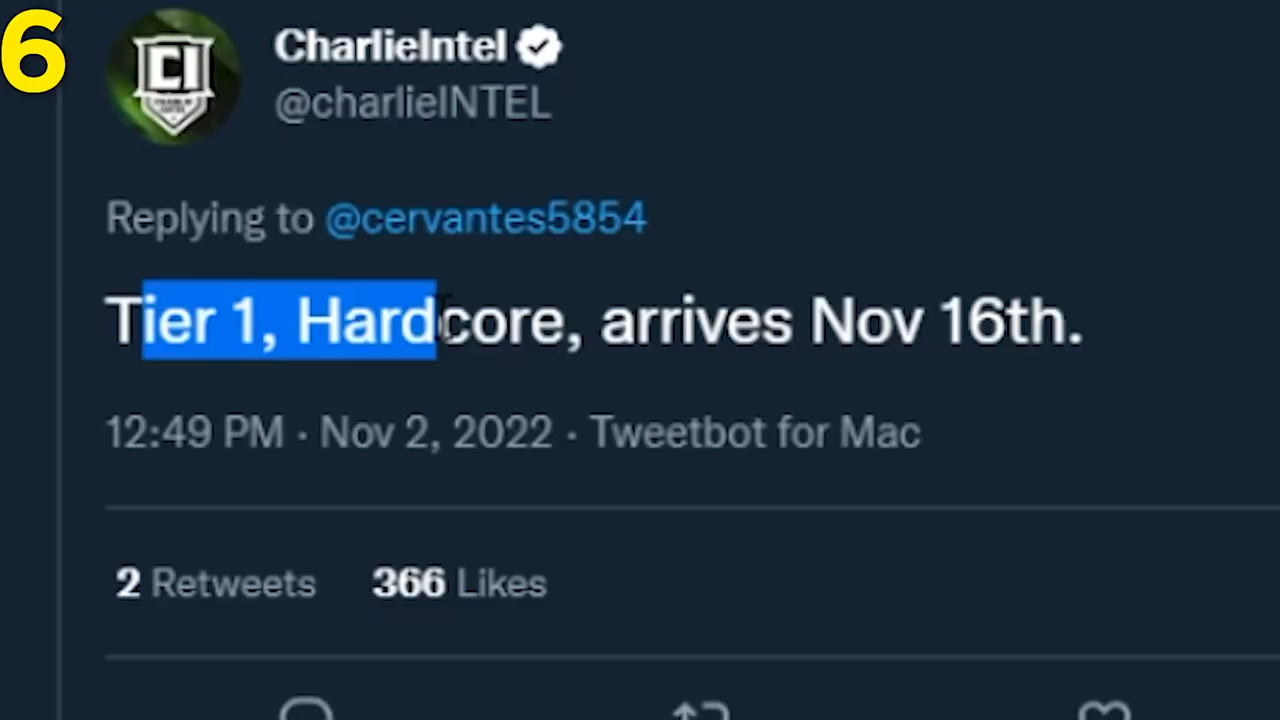 6
CharlieIntel
@charlieINTEL
CI
Replying to @cervantes5854
Tier 1, Hardcore, arrives Nov 16th.
12:49 PM · Nov 2, 2022 · Tweetbot for Mac
2 Retweets 366 Likes